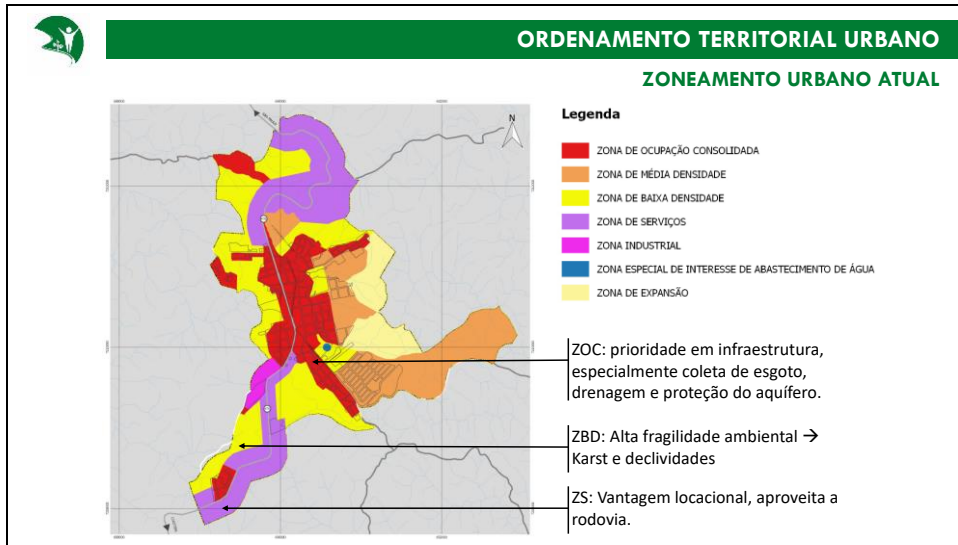 ORDENAMENTO TERRITORIAL URBANO
ZONEAMENTO URBANO ATUAL
Legenda
N
ZONA DE OCUPAÇÃO CONSOLIDADA
ZONA DE MÉDIA DENSIDADE
ZONA DE BAIXA DENSIDADE
ZONA DE SERVIÇOS
ZONA INDUSTRIAL
ZONA ESPECIAL DE INTERESSE DE ABASTECIMENTO DE ÁGUA
ZONA DE EXPANSÃO
ZOC: prioridade em infraestrutura,
especialmente coleta de esgoto,
drenagem e proteção do aquífero.
ZBD: Alta fragilidade ambiental →
Karst e declividades
ZS: Vantagem locacional, aproveita a
rodovia.